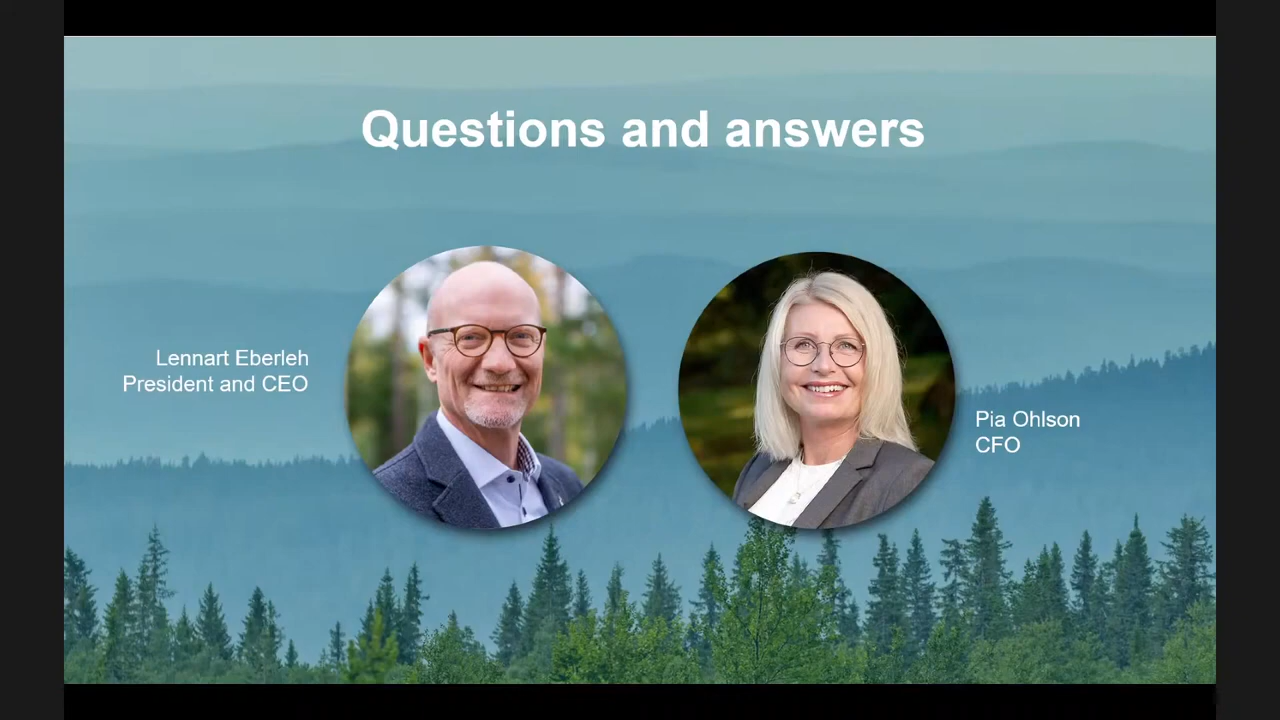 Questions and answers
Lennart Eberleh
President and CEO
Pia Ohlson
CFO